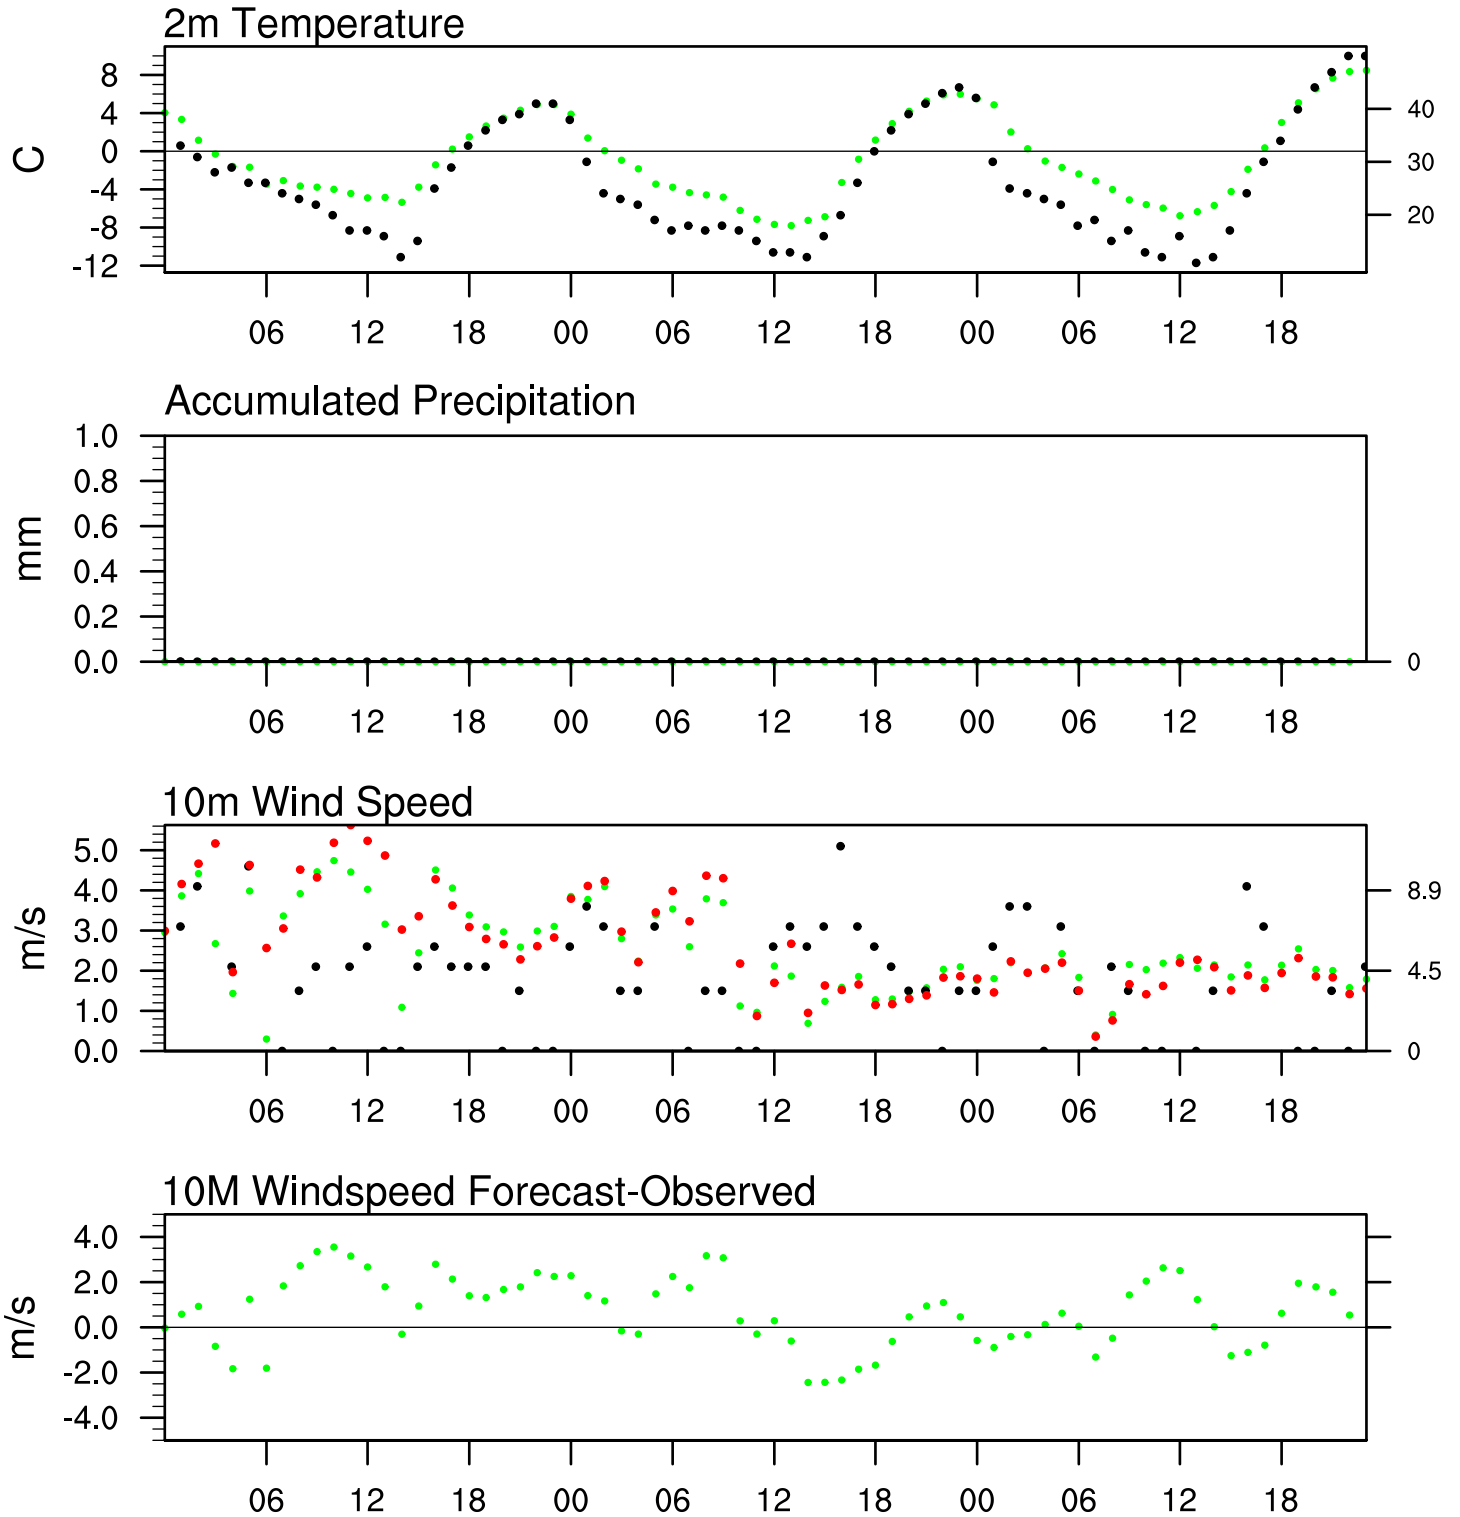 2m Temperature
8
4
0
-4
-8
-12
C
40
30
20
06 12 18 00 06 12 18 00 06 12 18
Accumulated Precipitation
1.0
0.8
0.6
0.4
0.2
0.0
mm
0
06 12 18 00 06 12 18 00 06 12 18
10m Wind Speed
5.0
4.0
3.0
2.0
1.0
0.0
m/s
8.9
4.5
0
06 12 18 00 06 12 18 00 06 12 18
10M Windspeed Forecast-Observed
4.0
2.0
0.0
-2.0
-4.0
m/s
06 12 18 00 06 12 18 00 06 12 18